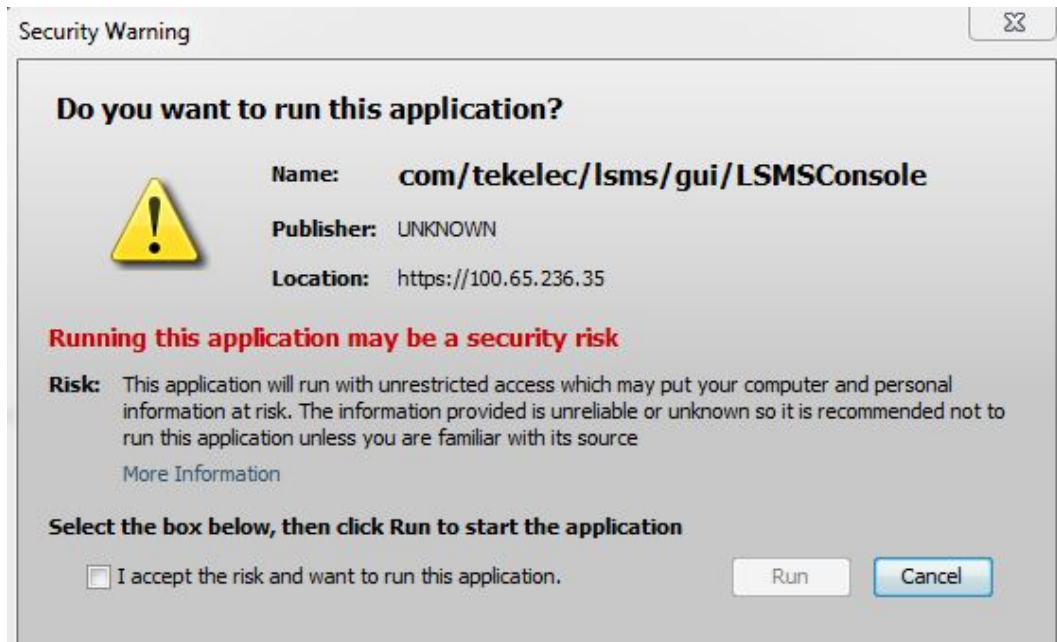 Security Warning
Do you want to run this application?
Name: com/tekelec/lsms/gui/LSMSConsole
Publisher: UNKNOWN
Location: https://100.65.236.35
Running this application may be a security risk
Risk: This application will run with unrestricted access which may put your computer and personal
information at risk. The information provided is unreliable or unknown so it is recommended not to
run this application unless you are familiar with its source
More Information
Select the box below, then click Run to start the application
I accept the risk and want to run this application. Run Cancel